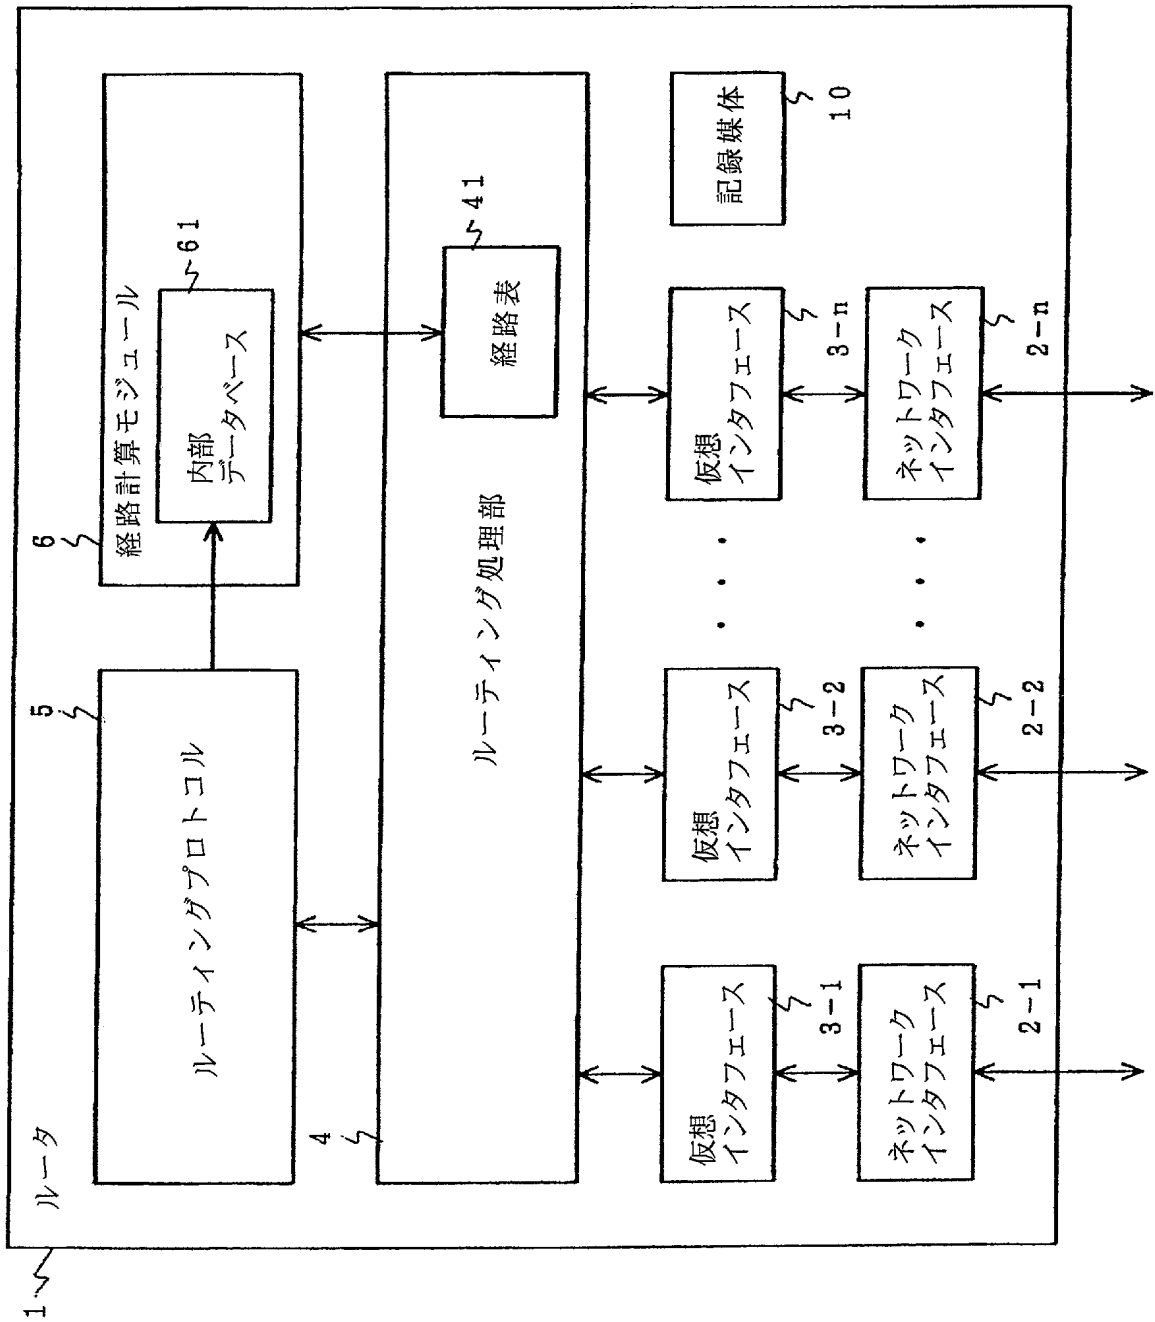 1
ルータ
5
ルーティングプロトコル
6
経路計算モジュール
61
内部
データベース
4
ルーティング処理部
41
経路表
仮想
インタフェース
3-1
仮想
インタフェース
3-2
・・・
仮想
インタフェース
3-n
記録媒体
10
ネットワーク
インタフェース
2-1
ネットワーク
インタフェース
2-2
・・・
ネットワーク
インタフェース
2-n